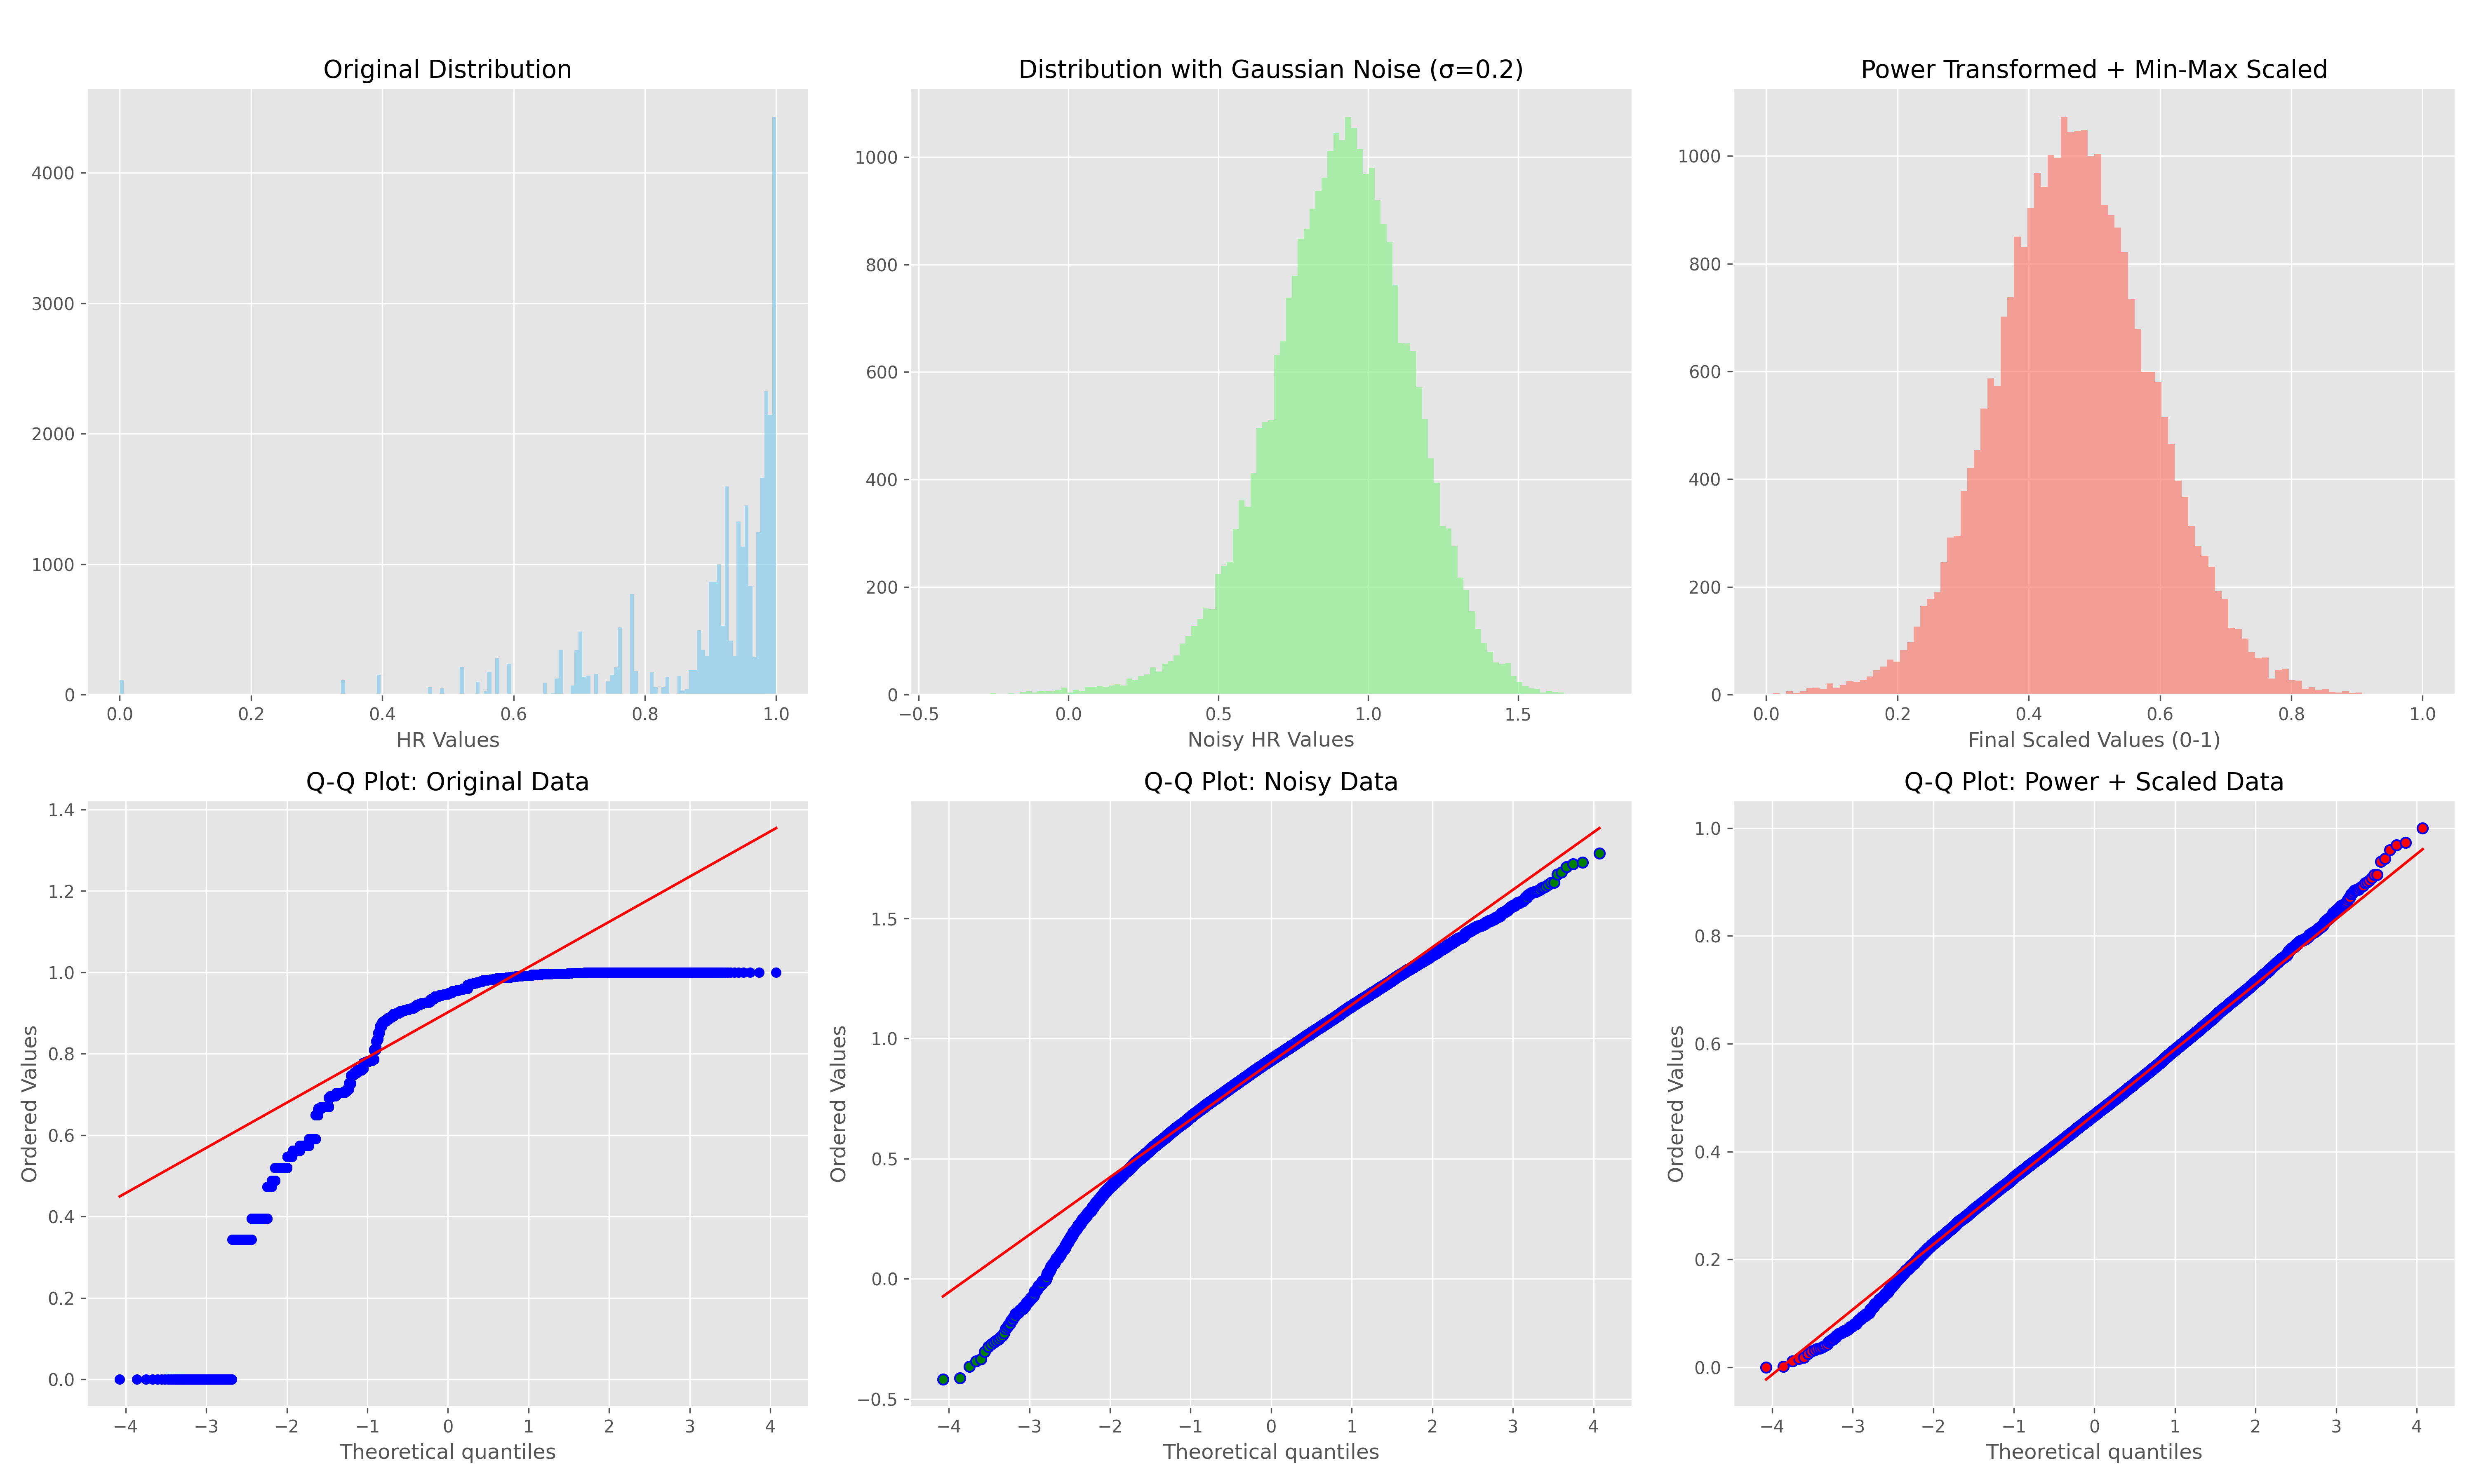 Original Distribution
4000
3000
2000
1000
0
0.0 0.2 0.4 0.6 0.8 1.0
HR Values
Distribution with Gaussian Noise (σ=0.2)
1000
800
600
400
200
0
−0.5 0.0 0.5 1.0 1.5
Noisy HR Values
Power Transformed + Min-Max Scaled
1000
800
600
400
200
0
0.0 0.2 0.4 0.6 0.8 1.0
Final Scaled Values (0-1)
Q-Q Plot: Original Data
Ordered Values
1.4
1.2
1.0
0.8
0.6
0.4
0.2
0.0
−4 −3 −2 −1 0 1 2 3 4
Theoretical quantiles
Q-Q Plot: Noisy Data
Ordered Values
1.5
1.0
0.5
0.0
−0.5
−4 −3 −2 −1 0 1 2 3 4
Theoretical quantiles
Q-Q Plot: Power + Scaled Data
Ordered Values
1.0
0.8
0.6
0.4
0.2
0.0
−4 −3 −2 −1 0 1 2 3 4
Theoretical quantiles